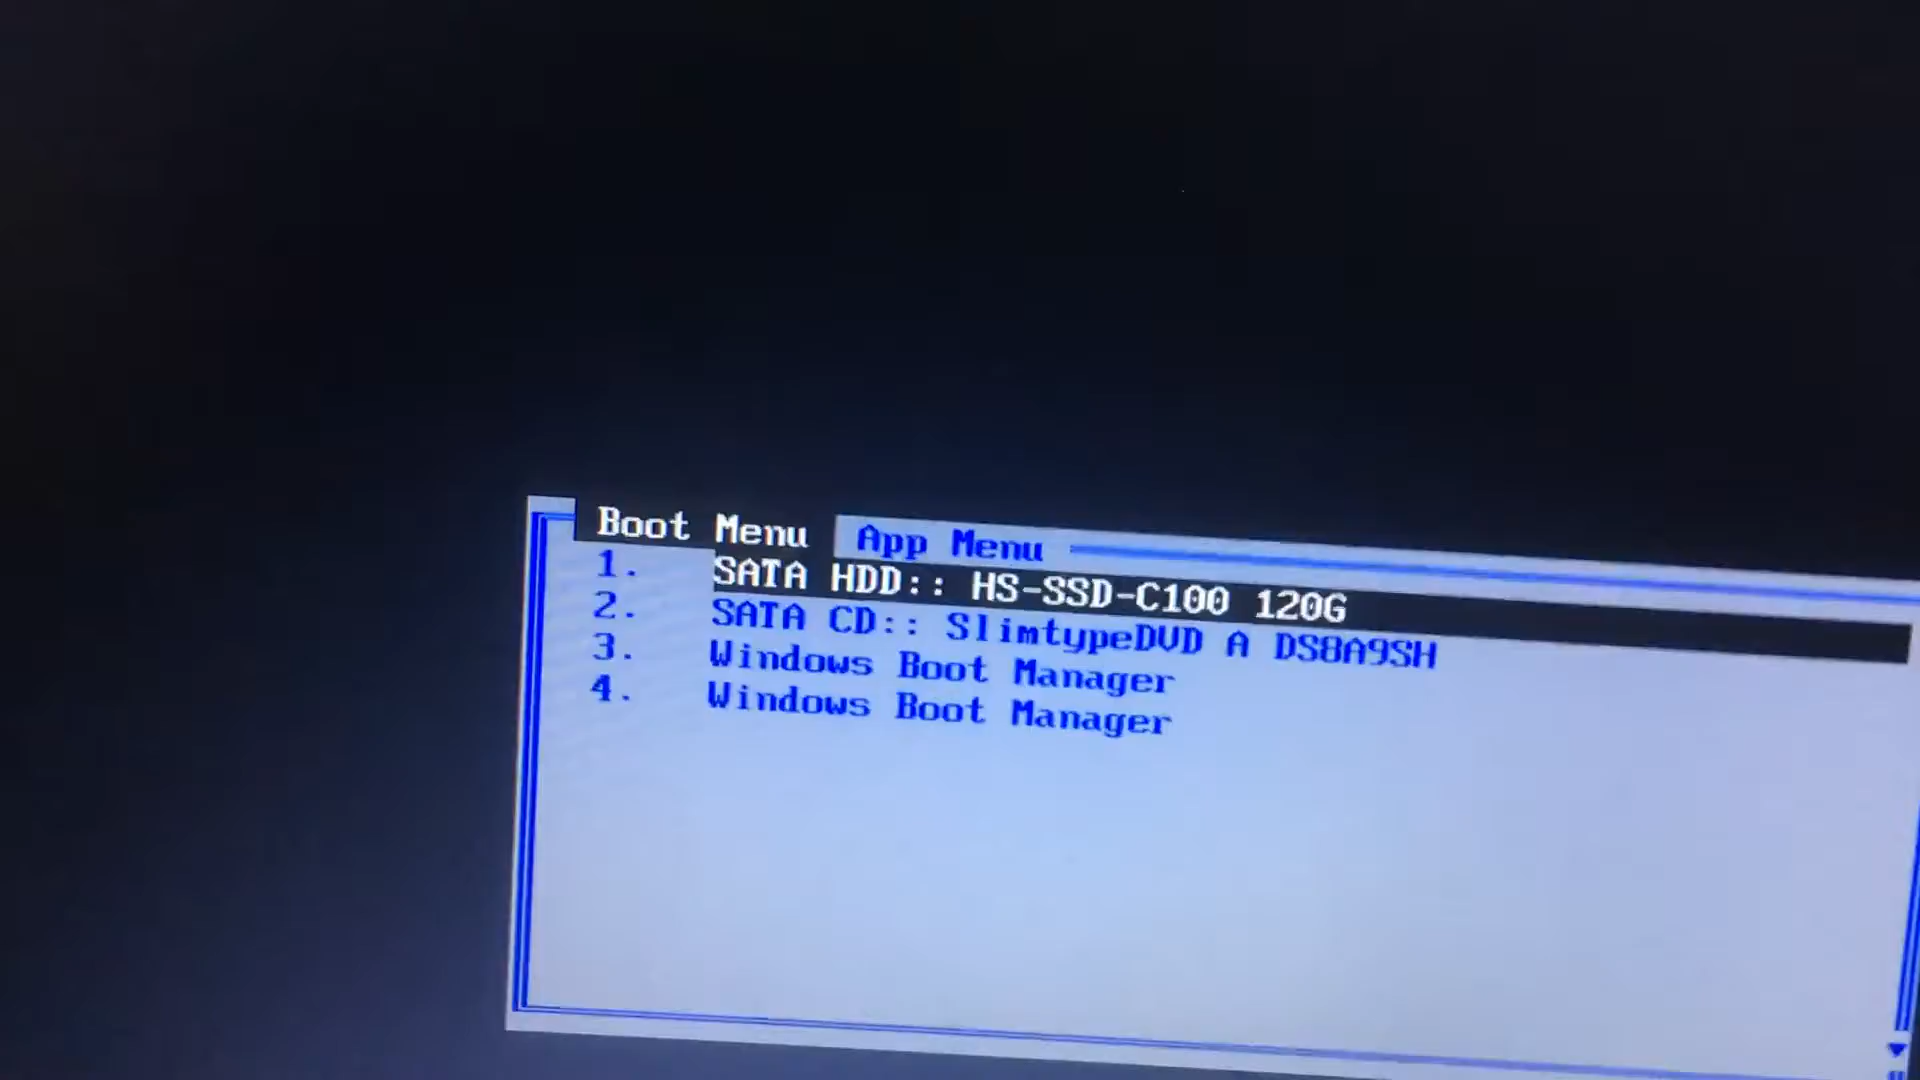 Boot Menu App Menu
1. SATA HDD:: HS-SSD-C100 120G
2. SATA CD:: SlimtypeDVD A DS8A9SH
3. Windows Boot Manager
4. Windows Boot Manager